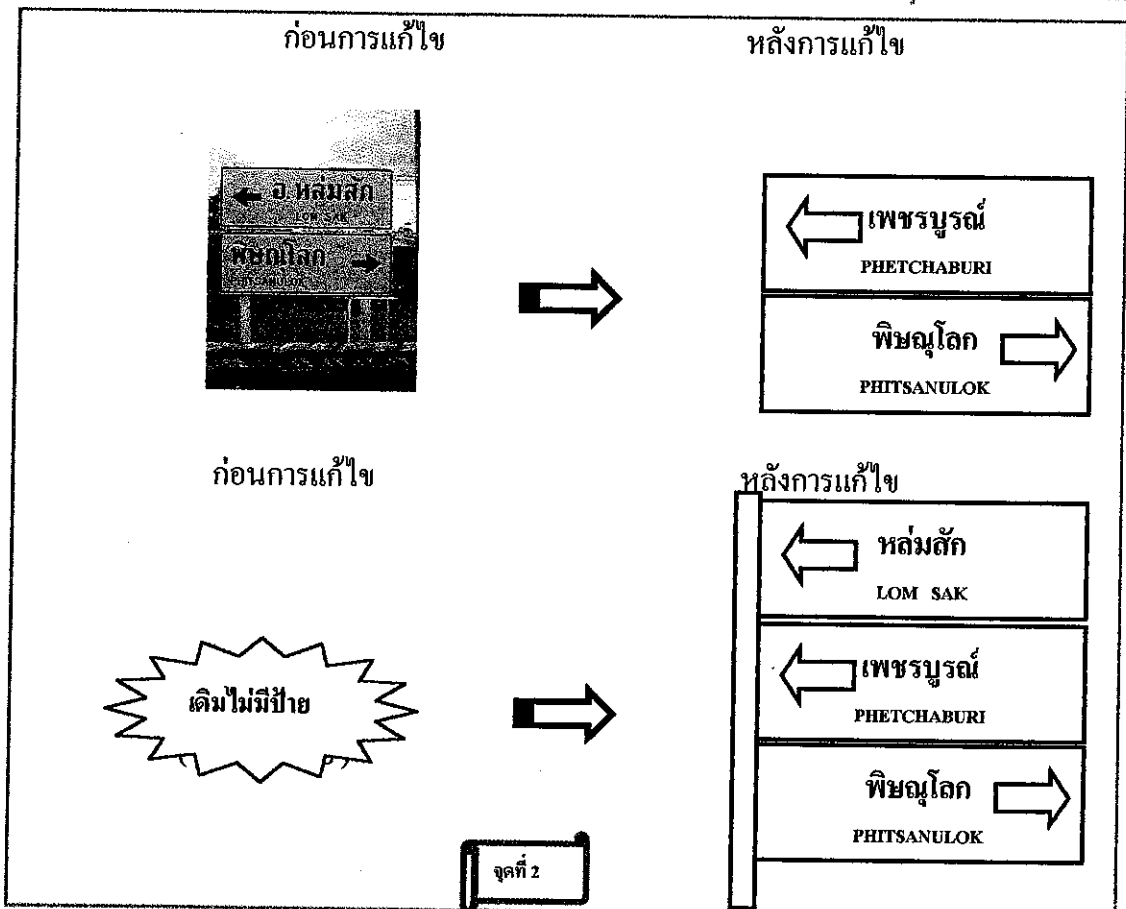 ก่อนการแก้ไข
หลังการแก้ไข
อ.หล่มสัก
LOM SAK
พิษณุโลก
PHITSANULOK
เพชรบูรณ์
PHETCHABURI
พิษณุโลก
PHITSANULOK
ก่อนการแก้ไข
หลังการแก้ไข
เดิมไม่มีป้าย
หล่มสัก
LOM SAK
เพชรบูรณ์
PHETCHABURI
พิษณุโลก
PHITSANULOK
จุดที่ 2